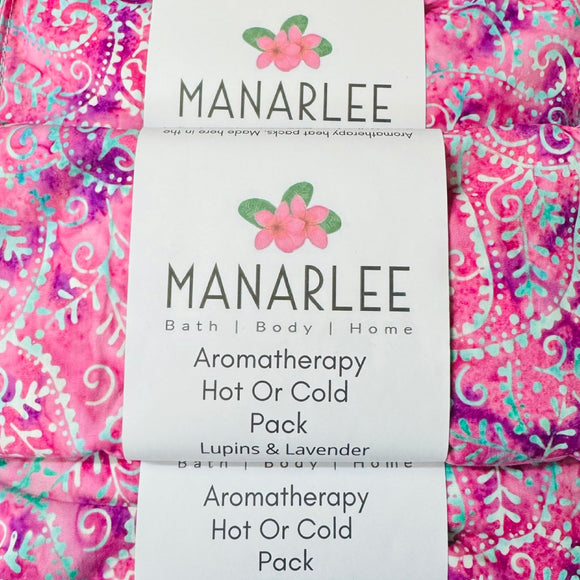 MANARLEE
Aromatherapy heat packs. Made here in the
MANARLEE
Bath | Body | Home
Aromatherapy
Hot Or Cold
Pack
Lupins & Lavender
Bath | Body | Home
Aromatherapy
Hot Or Cold
Pack